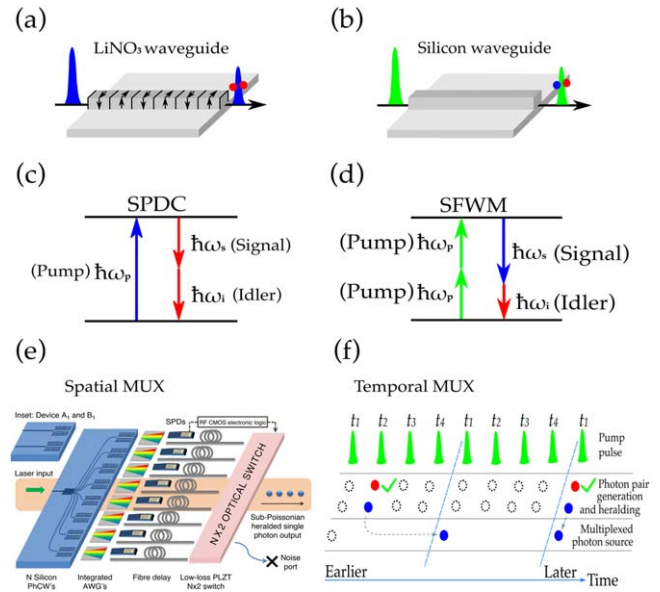 (a)
LiNO₃ waveguide
(b)
Silicon waveguide
(c)
SPDC
(Pump) ħωₚ
ħωₛ (Signal)
ħωᵢ (Idler)
(d)
SFWM
(Pump) ħωₚ
(Pump) ħωₚ
ħωₛ (Signal)
ħωᵢ (Idler)
(e)
Spatial MUX
Inset: Device A₁ and B₁
Laser input
SPDs
RF CMOS electronic logic
NX2 OPTICAL SWITCH
Sub-Poissonian
heralded single
photon output
Noise
port
N Silicon
PhCW's
Integrated
AWG's
Fibre delay
Low-loss PLZT
Nx2 switch
(f)
Temporal MUX
t₁ t₂ t₃ t₄ t₁ t₂ t₃ t₄ t₁
Pump
pulse
Photon pair
generation
and heralding
Multiplexed
photon source
Earlier
Later
Time